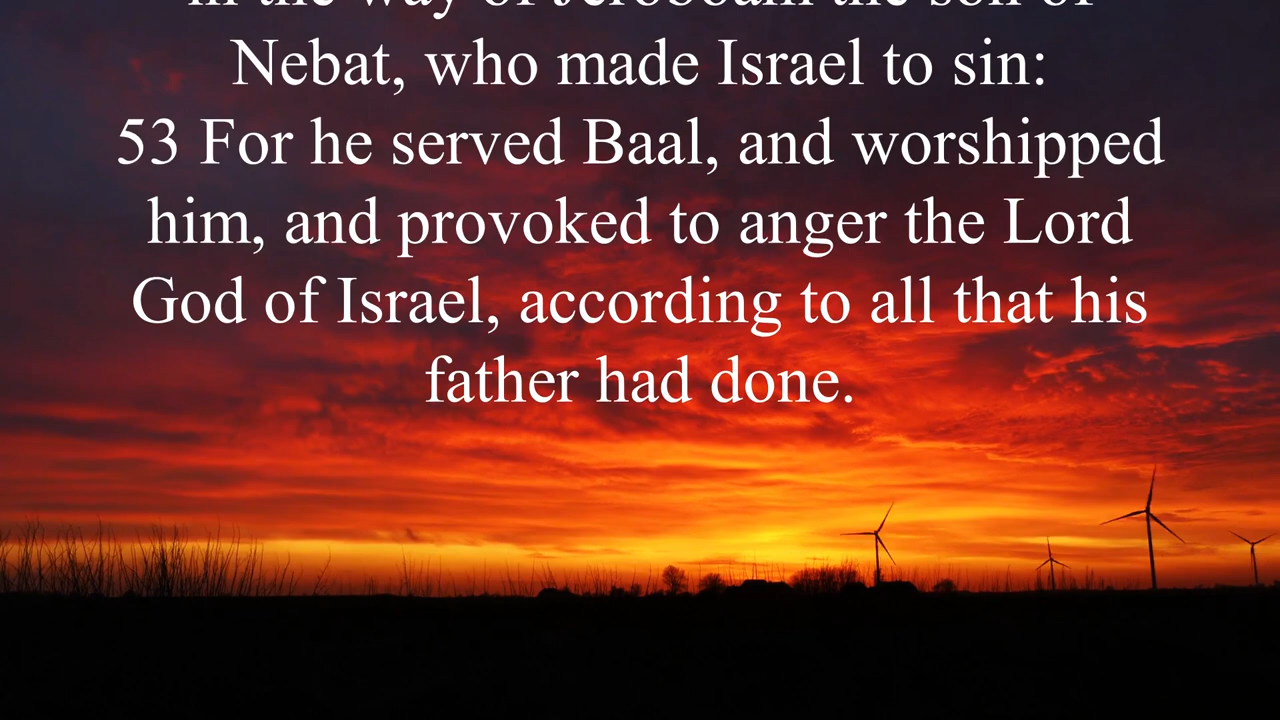 in the way of Jeroboam the son of
Nebat, who made Israel to sin:
53 For he served Baal, and worshipped
him, and provoked to anger the Lord
God of Israel, according to all that his
father had done.